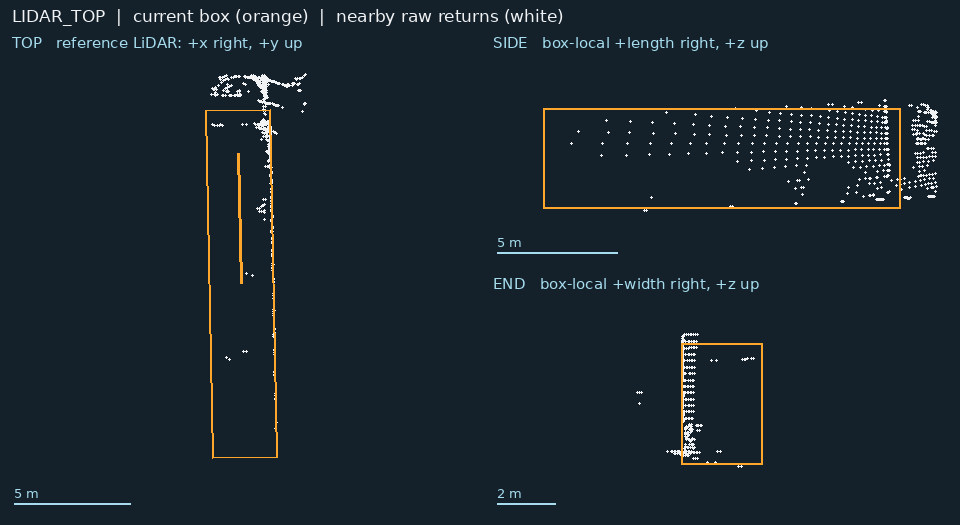 LIDAR_TOP | current box (orange) | nearby raw returns (white)
TOP reference LiDAR: +x right, +y up
SIDE box-local +length right, +z up
5 m
END box-local +width right, +z up
5 m
2 m